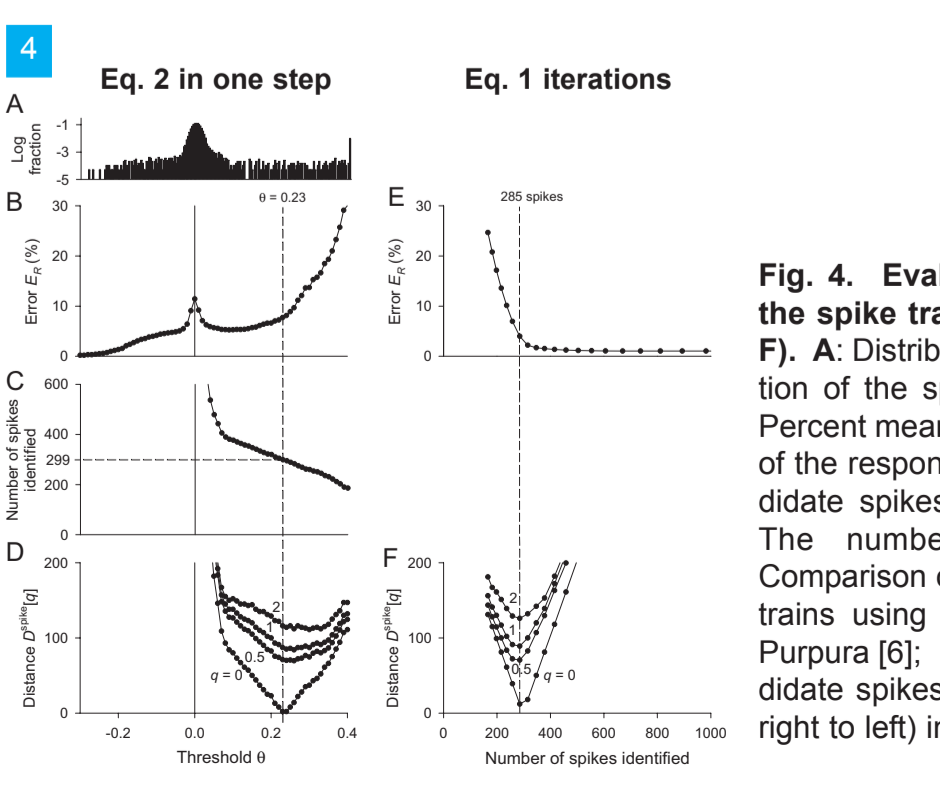 4
Eq. 2 in one step
Eq. 1 iterations
A
Log fraction
-1
-3
-5
B
θ = 0.23
Error E_R (%)
30
20
10
0
C
Number of spikes identified
600
400
299
200
0
D
Distance D^spike[q]
200
100
0
2
1
0.5
q = 0
-0.2
0.0
0.2
0.4
Threshold θ
E
285 spikes
Error E_R (%)
30
20
10
0
F
Distance D^spike[q]
200
100
0
2
1
0.5
q = 0
0
200
400
600
800
1000
Number of spikes identified
Fig. 4. Eval
the spike tra
F). A: Distrib
tion of the sp
Percent mear
of the respon
didate spikes
The numbe
Comparison c
trains using
Purpura [6];
didate spikes
right to left) in